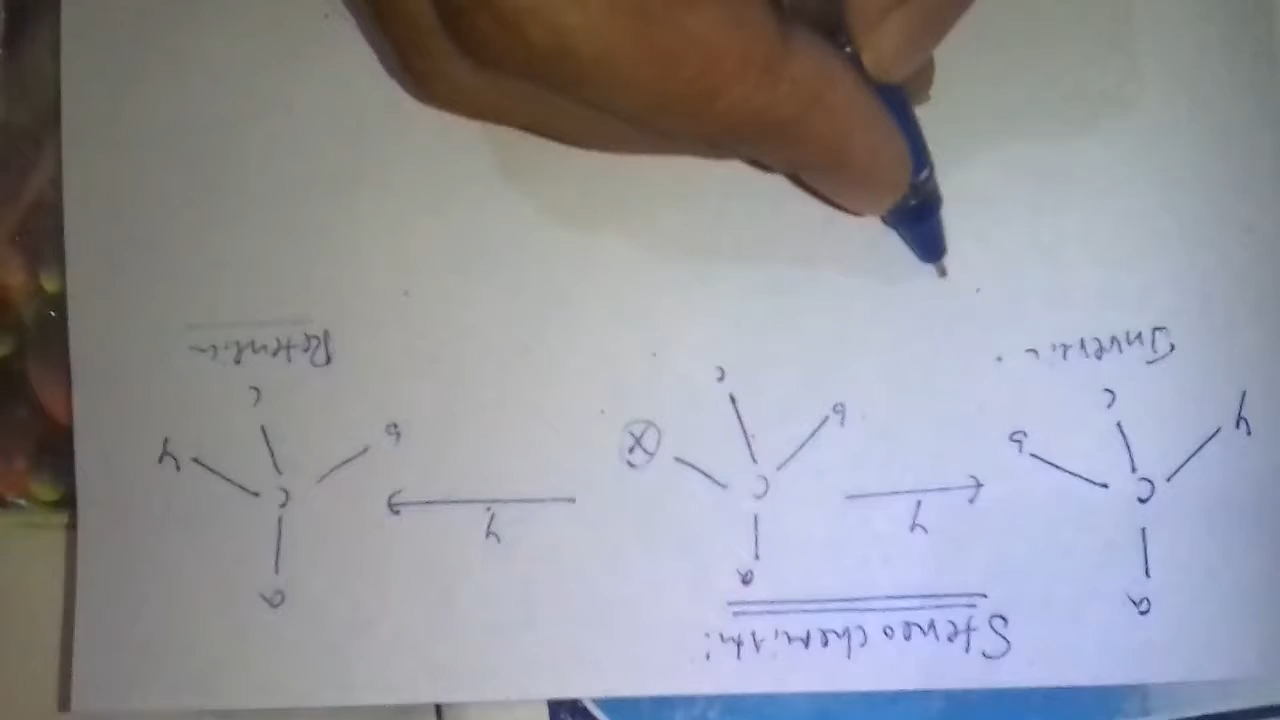 Stereochemistry:
a a a
C y C y C
y b b X b y
c c c
Inversion Retention